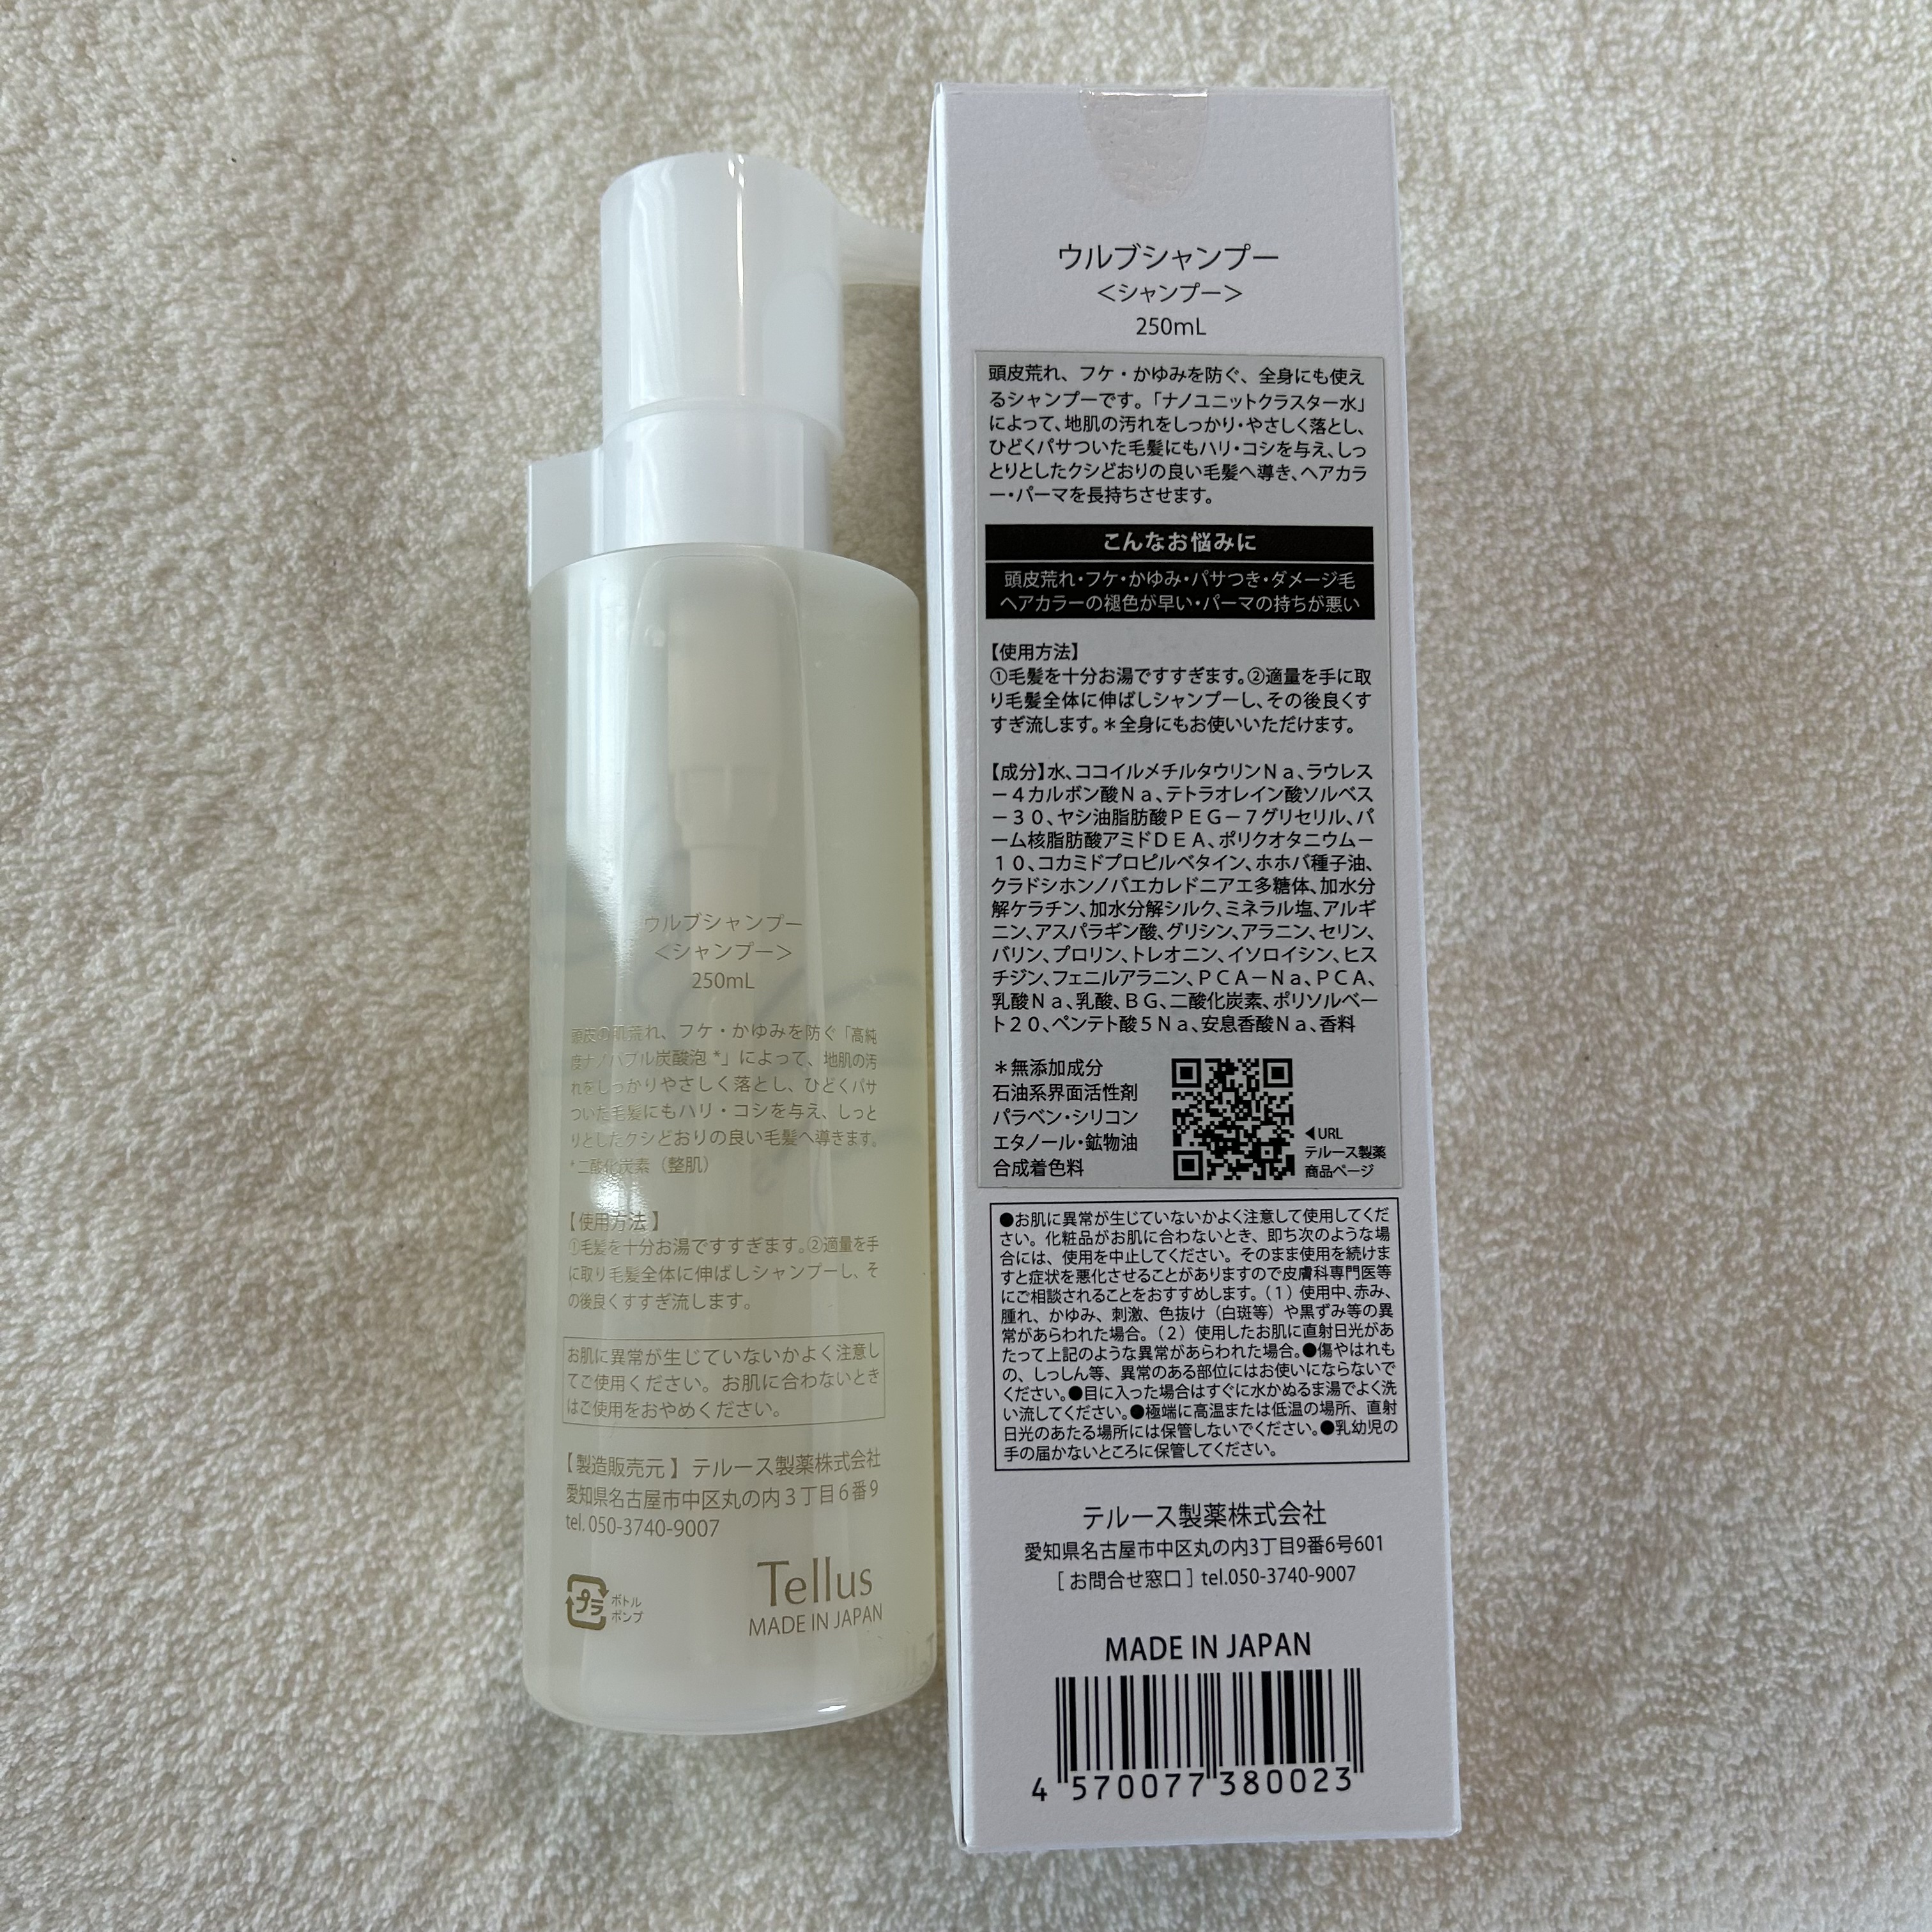 ウルブシャンプー
＜シャンプー＞
250mL
頭皮の肌荒れ、フケ・かゆみを防ぐ「高純
度ナノバブル炭酸泡*」によって、地肌の汚
れをしっかりやさしく落とし、ひどくパサ
ついた毛髪にもハリ・コシを与え、しっと
りとしたクシどおりの良い毛髪へ導きます。
*二酸化炭素（整肌）
【使用方法】
①毛髪を十分お湯ですすぎます。②適量を手
に取り毛髪全体に伸ばしシャンプーし、そ
の後良くすすぎ流します。
お肌に異常が生じていないかよく注意し
てご使用ください。お肌に合わないとき
はご使用をおやめください。
【製造販売元】テルース製薬株式会社
愛知県名古屋市中区丸の内３丁目６番９
tel. 050-3740-9007
プラ
ボトル
ポンプ
Tellus
MADE IN JAPAN
ウルブシャンプー
＜シャンプー＞
250mL
頭皮荒れ、フケ・かゆみを防ぐ、全身にも使え
るシャンプーです。「ナノユニットクラスター水」
によって、地肌の汚れをしっかり・やさしく落とし、
ひどくパサついた毛髪にもハリ・コシを与え、しっ
とりとしたクシどおりの良い毛髪へ導き、ヘアカラ
ー・パーマを長持ちさせます。
こんなお悩みに
頭皮荒れ・フケ・かゆみ・パサつき・ダメージ毛
ヘアカラーの褪色が早い・パーマの持ちが悪い
【使用方法】
①毛髪を十分お湯ですすぎます。②適量を手に取
り毛髪全体に伸ばしシャンプーし、その後良くす
すぎ流します。＊全身にもお使いいただけます。
【成分】水、ココイルメチルタウリンＮａ、ラウレス
－４カルボン酸Ｎａ、テトラオレイン酸ソルベス
－３０、ヤシ油脂肪酸ＰＥＧ－７グリセリル、パ
ーム核脂肪酸アミドＤＥＡ、ポリクオタニウム－
１０、コカミドプロピルベタイン、ホホバ種子油、
クラドシホンノバエカレドニアエ多糖体、加水分
解ケラチン、加水分解シルク、ミネラル塩、アルギ
ニン、アスパラギン酸、グリシン、アラニン、セリン、
バリン、プロリン、トレオニン、イソロイシン、ヒス
チジン、フェニルアラニン、ＰＣＡ－Ｎａ、ＰＣＡ、
乳酸Ｎａ、乳酸、ＢＧ、二酸化炭素、ポリソルベー
ト２０、ペンテト酸５Ｎａ、安息香酸Ｎａ、香料
＊無添加成分
石油系界面活性剤
パラベン・シリコン
エタノール・鉱物油
合成着色料
◀URL
テルース製薬
商品ページ
●お肌に異常が生じていないかよく注意して使用してくだ
さい。化粧品がお肌に合わないとき、即ち次のような場
合には、使用を中止してください。そのまま使用を続けま
すと症状を悪化させることがありますので皮膚科専門医等
にご相談されることをおすすめします。（１）使用中、赤み、
腫れ、かゆみ、刺激、色抜け（白斑等）や黒ずみ等の異
常があらわれた場合。（２）使用したお肌に直射日光があ
たって上記のような異常があらわれた場合。●傷やはれも
の、しっしん等、異常のある部位にはお使いにならないで
ください。●目に入った場合はすぐに水かぬるま湯でよく洗
い流してください。●極端に高温または低温の場所、直射
日光のあたる場所には保管しないでください。●乳幼児の
手の届かないところに保管してください。
テルース製薬株式会社
愛知県名古屋市中区丸の内3丁目9番6号601
［お問合せ窓口］tel.050-3740-9007
MADE IN JAPAN
4 570077 380023